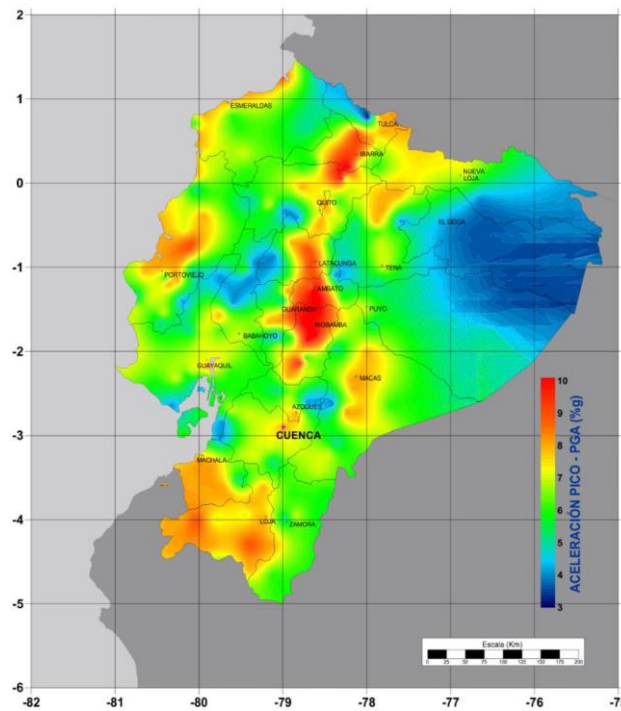 2
1
0
-1
-2
-3
-4
-5
-6
-82
-81
-80
-79
-78
-77
-76
ESMERALDAS
TULCA
IBARRA
NUEVA
LOJA
QUITO
EL COCA
LATACUNGA
TENA
PORTOVIEJO
AMBATO
GUARANDA
PUYO
RIOBAMBA
BABAHOYO
GUAYAQUIL
MACAS
AZOGUES
CUENCA
MACHALA
LOJA
ZAMORA
10
9
8
7
6
5
4
3
ACELERACIÓN PICO - PGA (%g)
Escala (Km)
0 25 50 75 100 125 150 175 200